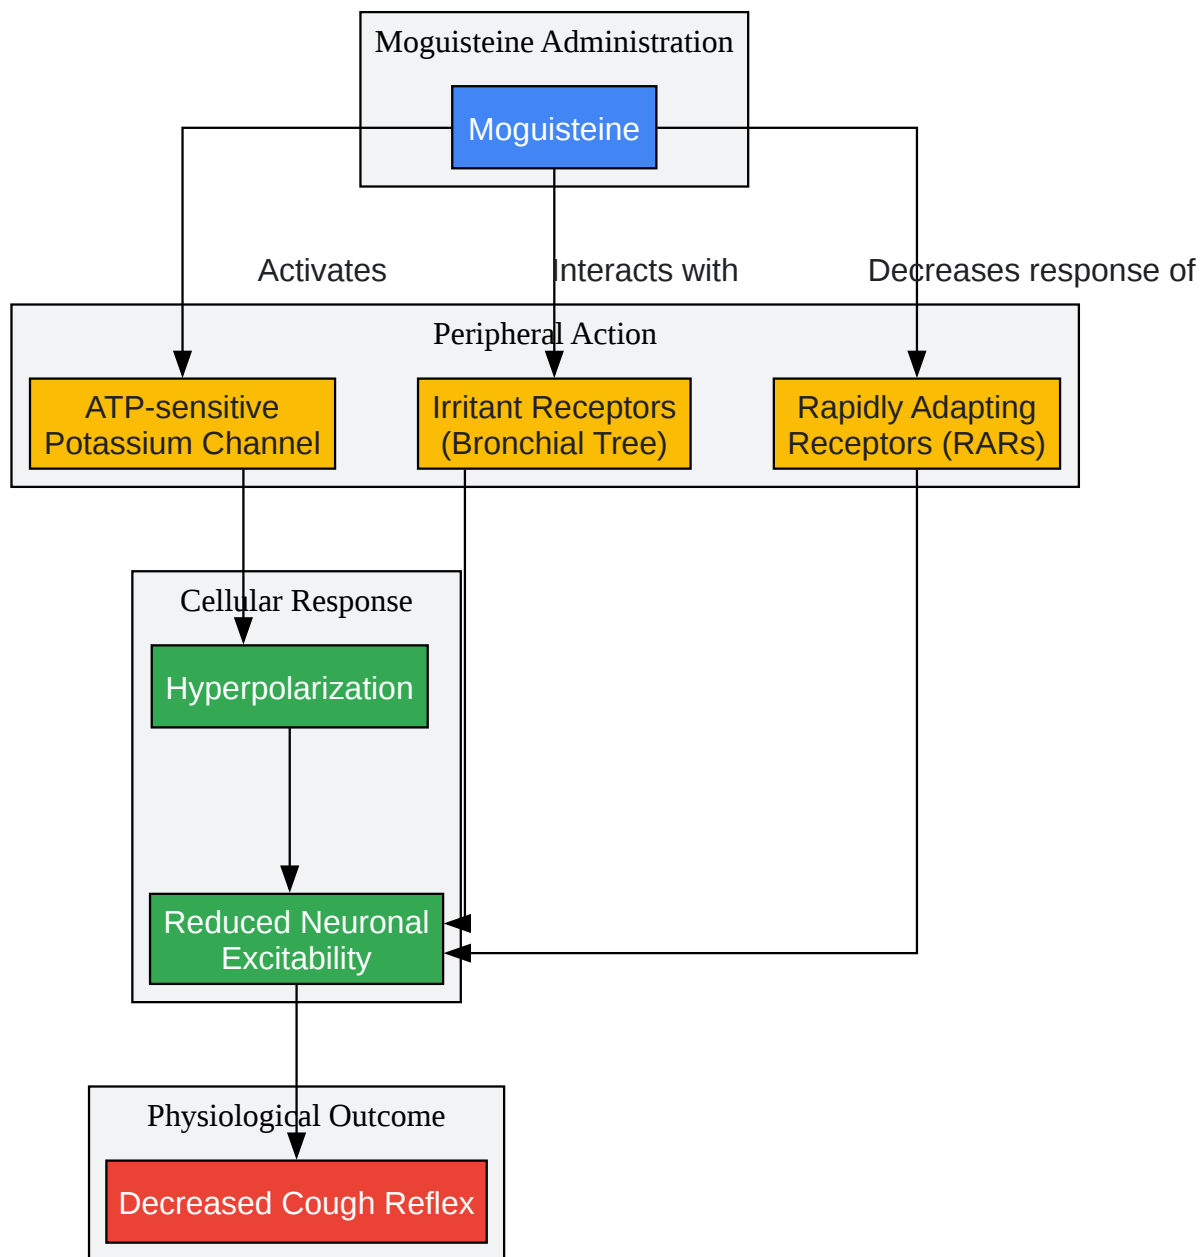 Moguisteine Administration
Moguisteine
Activates
Interacts with
Decreases response of
Peripheral Action
ATP-sensitive
Potassium Channel
Irritant Receptors
(Bronchial Tree)
Rapidly Adapting
Receptors (RARs)
Cellular Response
Hyperpolarization
Reduced Neuronal
Excitability
Physiological Outcome
Decreased Cough Reflex